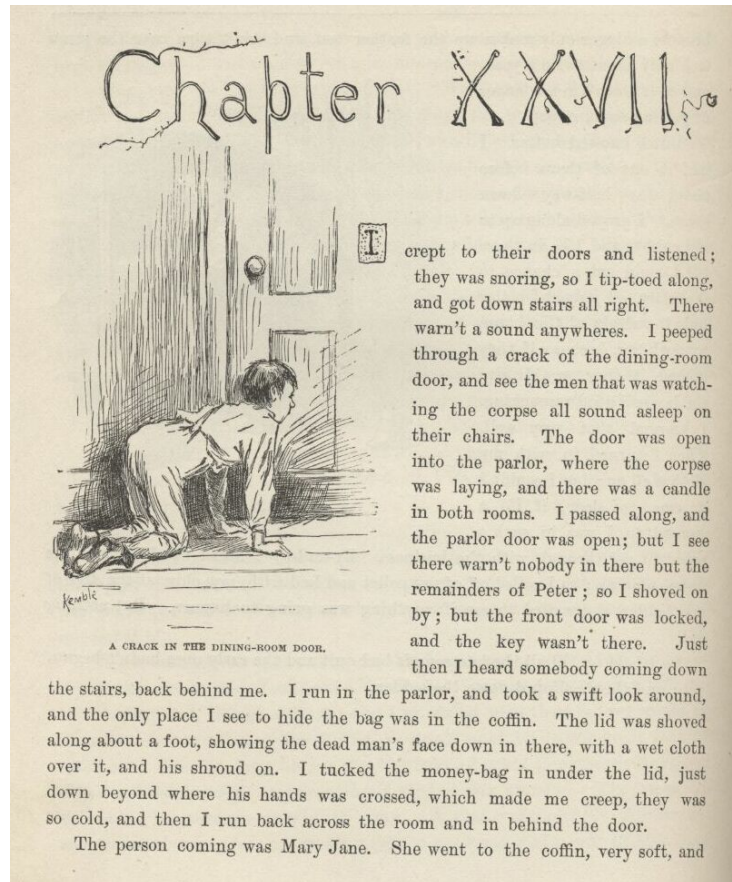 Chapter XXVII.
I crept to their doors and listened;
they was snoring, so I tip-toed along,
and got down stairs all right. There
warn't a sound anywheres. I peeped
through a crack of the dining-room
door, and see the men that was watch-
ing the corpse all sound asleep on
their chairs. The door was open
into the parlor, where the corpse
was laying, and there was a candle
in both rooms. I passed along, and
the parlor door was open; but I see
there warn't nobody in there but the
remainders of Peter; so I shoved on
by; but the front door was locked,
and the key wasn't there. Just
then I heard somebody coming down
Kemble
A CRACK IN THE DINING-ROOM DOOR.
the stairs, back behind me. I run in the parlor, and took a swift look around,
and the only place I see to hide the bag was in the coffin. The lid was shoved
along about a foot, showing the dead man's face down in there, with a wet cloth
over it, and his shroud on. I tucked the money-bag in under the lid, just
down beyond where his hands was crossed, which made me creep, they was
so cold, and then I run back across the room and in behind the door.
The person coming was Mary Jane. She went to the coffin, very soft, and